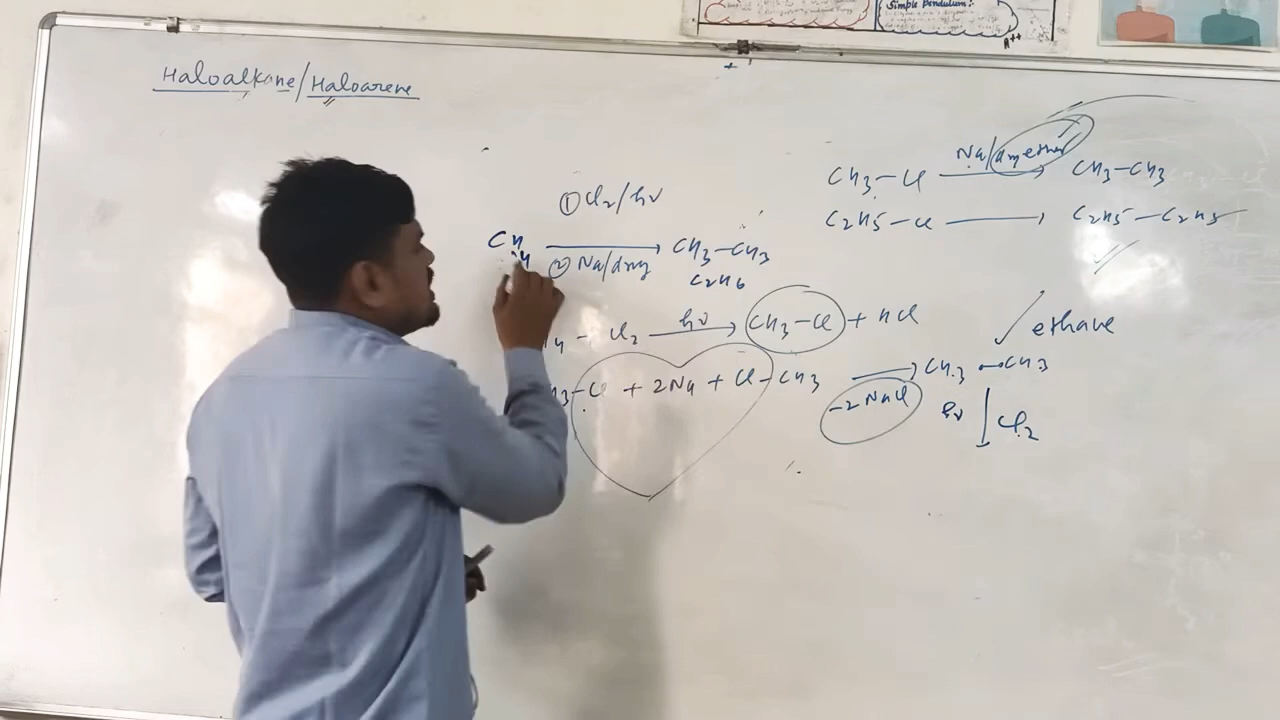 Simple Pendulum:-
A++
Haloalkane/Haloarene
Na/dry ether
CH3-Cl ⟶ CH3-CH3
C2H5-Cl ⟶ C2H5-C2H5
① Cl2/hν
CH4 ⟶ CH3-CH3
② Na/dry
C2H6
hν
4 - Cl2 ⟶ CH3-Cl + HCl
ethane
H3-Cl + 2Na + Cl-CH3 ⟶ CH3-CH3
-2NaCl
hν Cl2